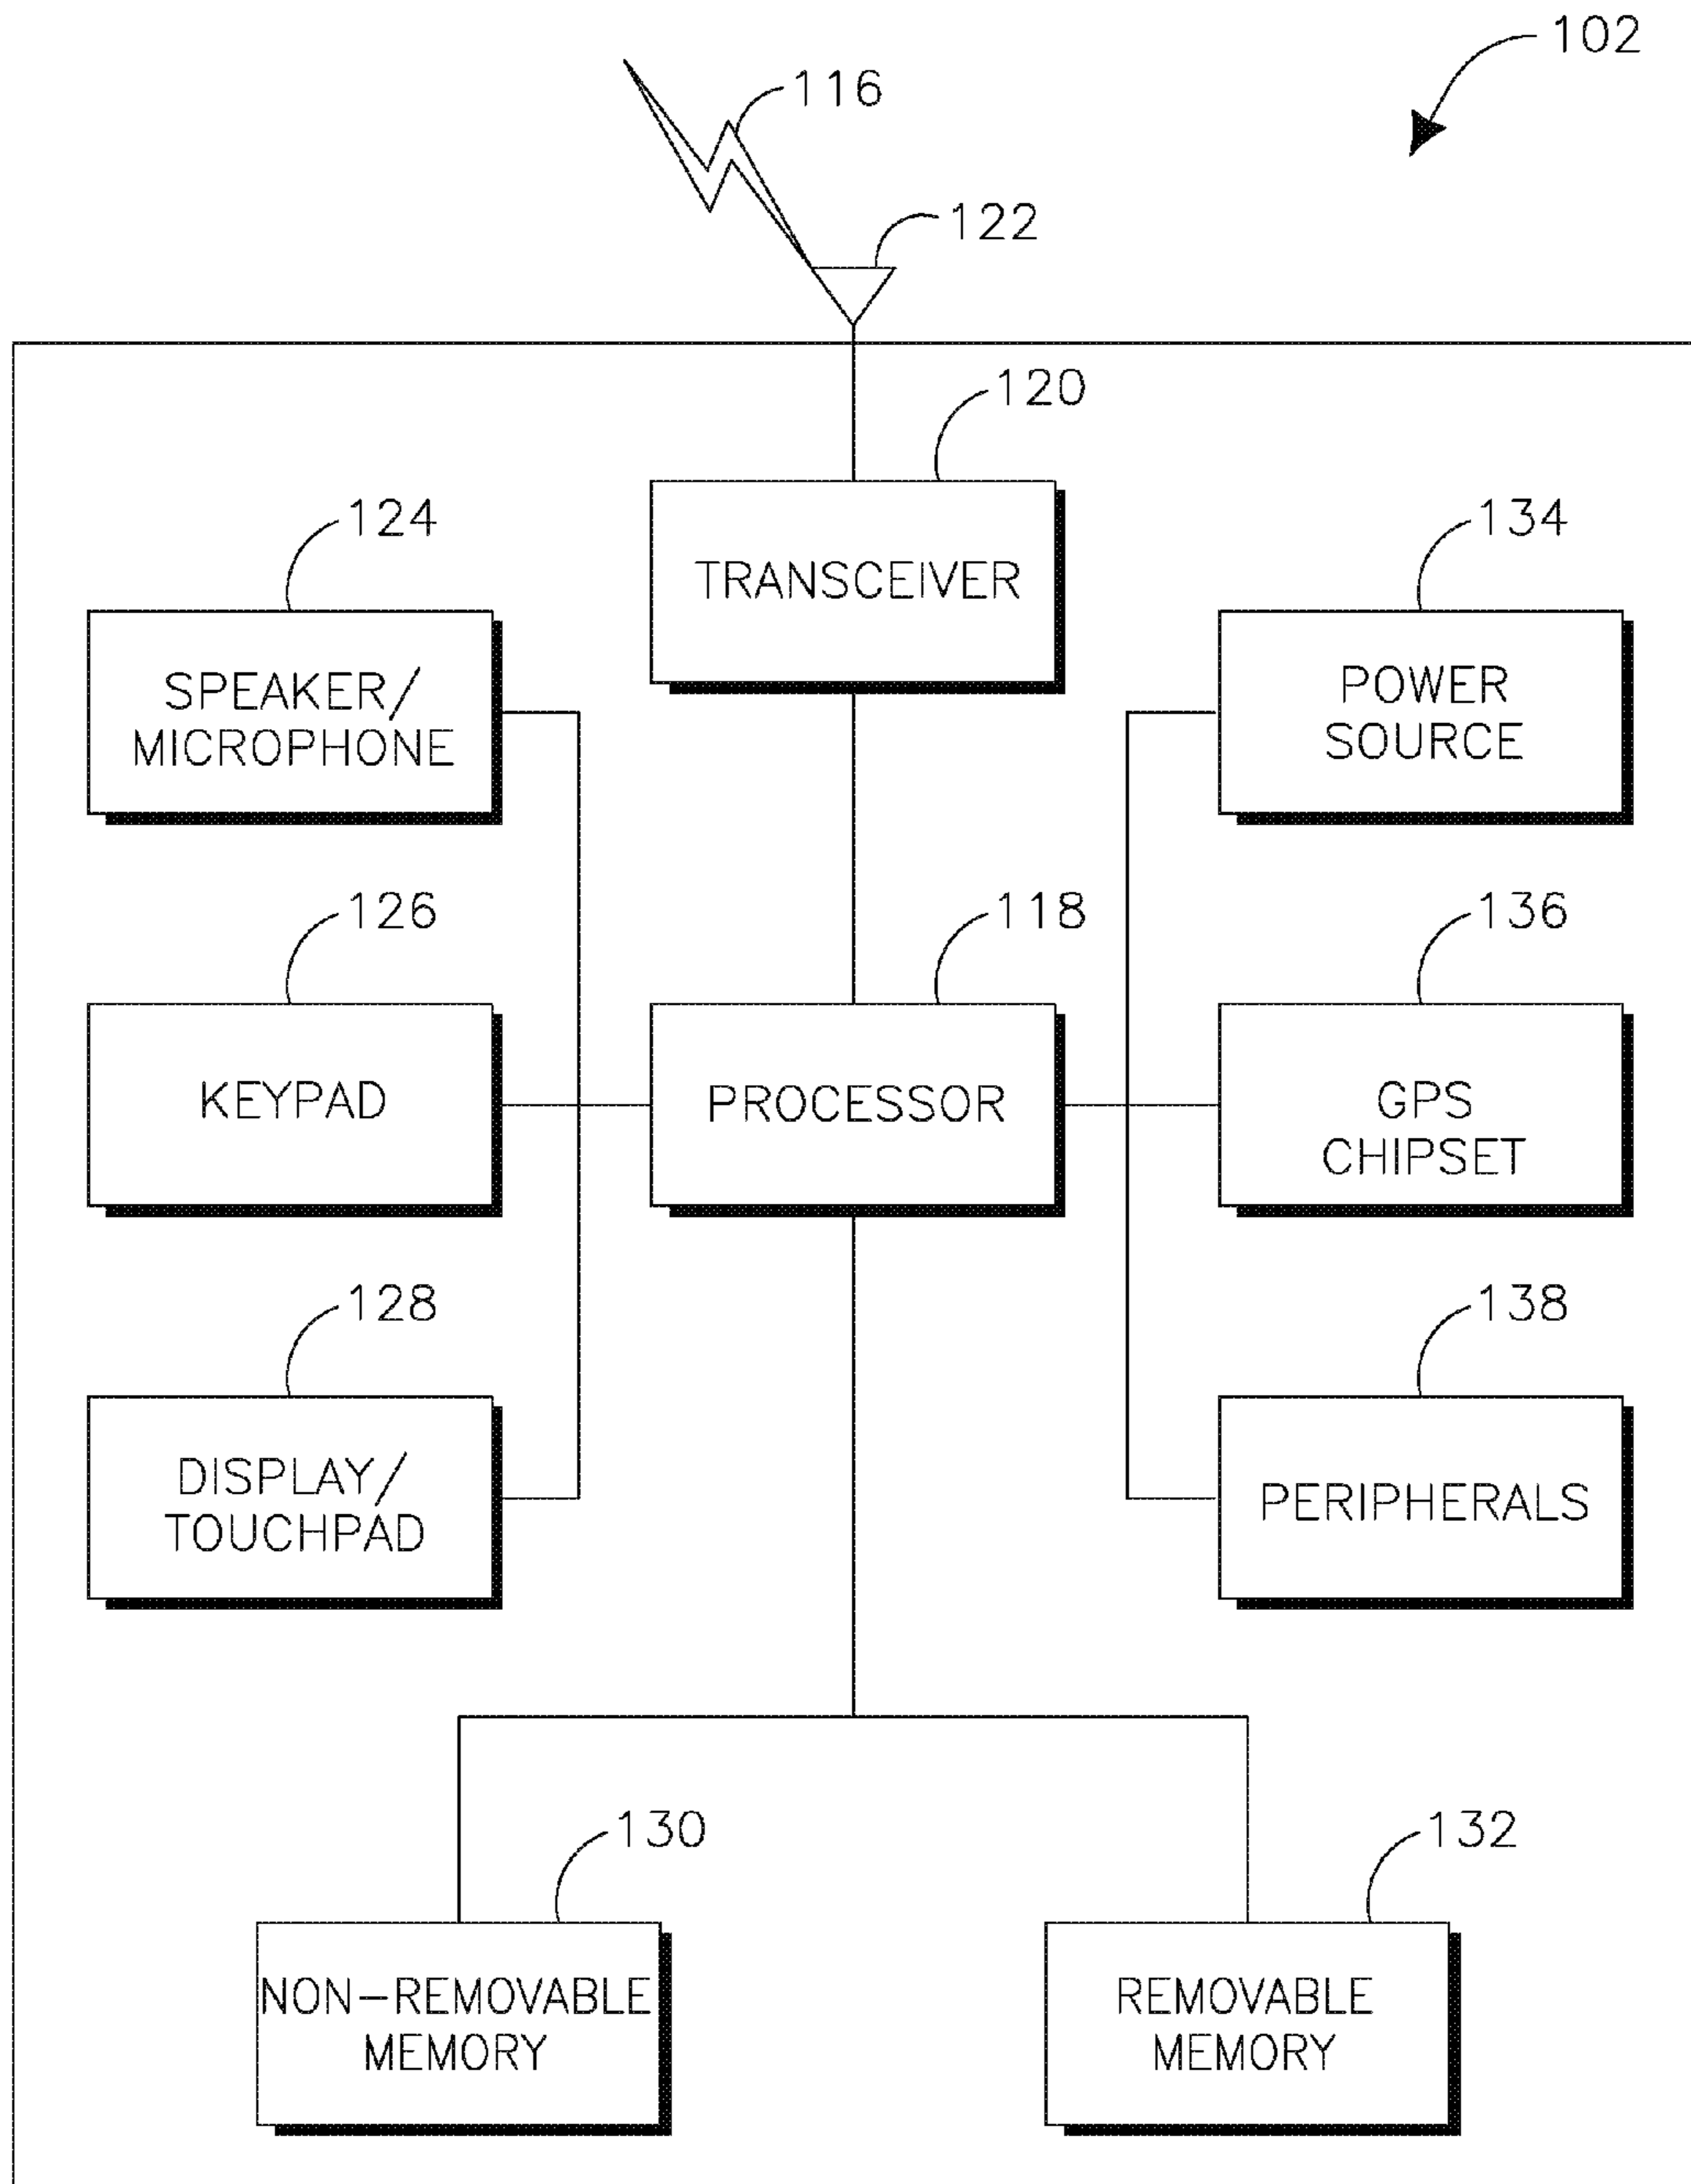 102
116
122
120
TRANSCEIVER
124
SPEAKER/
MICROPHONE
134
POWER
SOURCE
126
KEYPAD
118
PROCESSOR
136
GPS
CHIPSET
128
DISPLAY/
TOUCHPAD
138
PERIPHERALS
130
NON-REMOVABLE
MEMORY
132
REMOVABLE
MEMORY